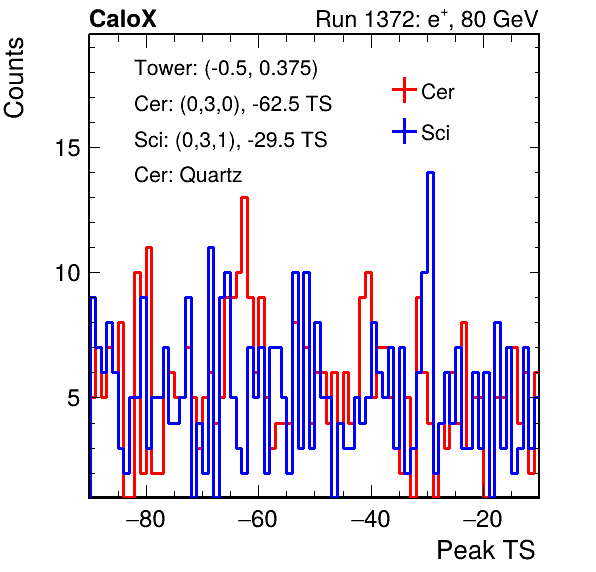 CaloX Run 1372: e⁺, 80 GeV
Counts
Tower: (-0.5, 0.375)
Cer: (0,3,0), -62.5 TS
Sci: (0,3,1), -29.5 TS
Cer: Quartz
Cer
Sci
15
10
5
−80 −60 −40 −20
Peak TS